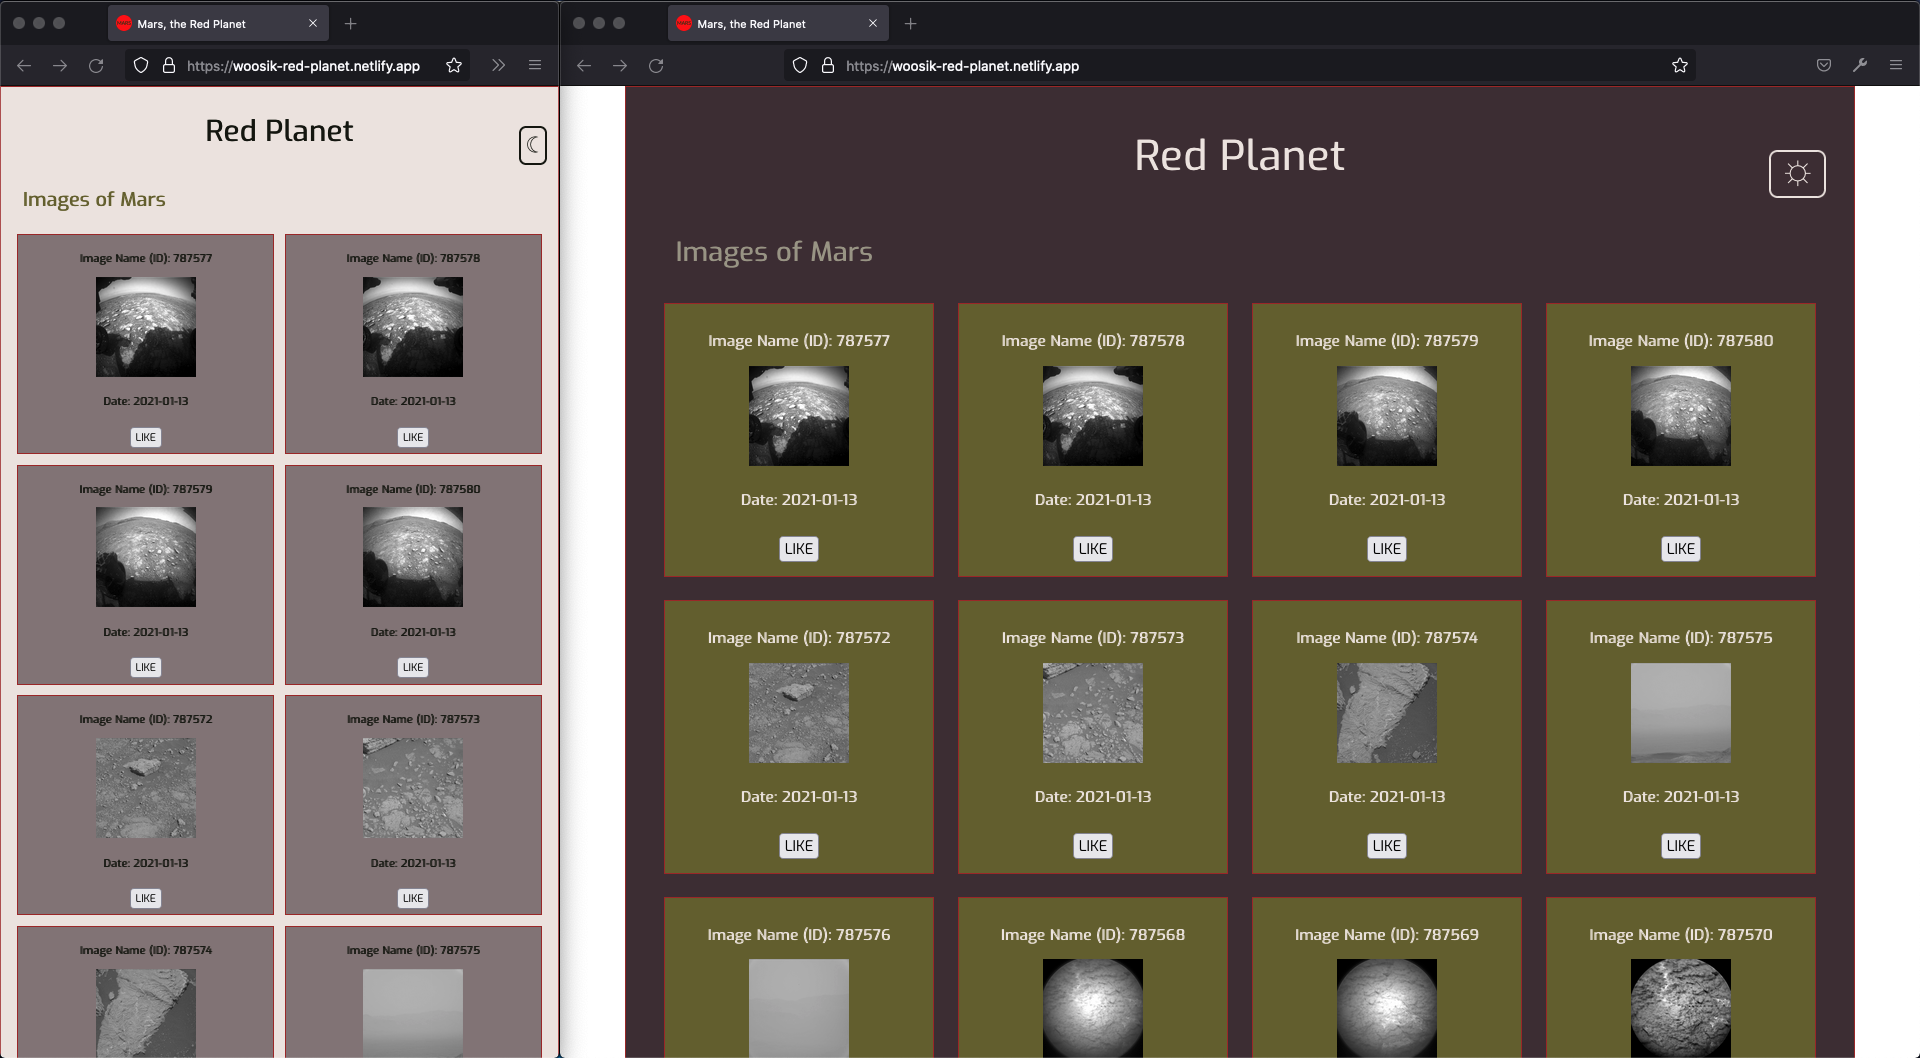 Mars, the Red Planet
https://woosik-red-planet.netlify.app
Red Planet
Images of Mars
Image Name (ID): 787577
Date: 2021-01-13
LIKE
Image Name (ID): 787578
Date: 2021-01-13
LIKE
Image Name (ID): 787579
Date: 2021-01-13
LIKE
Image Name (ID): 787580
Date: 2021-01-13
LIKE
Image Name (ID): 787572
Date: 2021-01-13
LIKE
Image Name (ID): 787573
Date: 2021-01-13
LIKE
Image Name (ID): 787574
Image Name (ID): 787575
Mars, the Red Planet
https://woosik-red-planet.netlify.app
Red Planet
Images of Mars
Image Name (ID): 787577
Date: 2021-01-13
LIKE
Image Name (ID): 787578
Date: 2021-01-13
LIKE
Image Name (ID): 787579
Date: 2021-01-13
LIKE
Image Name (ID): 787580
Date: 2021-01-13
LIKE
Image Name (ID): 787572
Date: 2021-01-13
LIKE
Image Name (ID): 787573
Date: 2021-01-13
LIKE
Image Name (ID): 787574
Date: 2021-01-13
LIKE
Image Name (ID): 787575
Date: 2021-01-13
LIKE
Image Name (ID): 787576
Image Name (ID): 787568
Image Name (ID): 787569
Image Name (ID): 787570